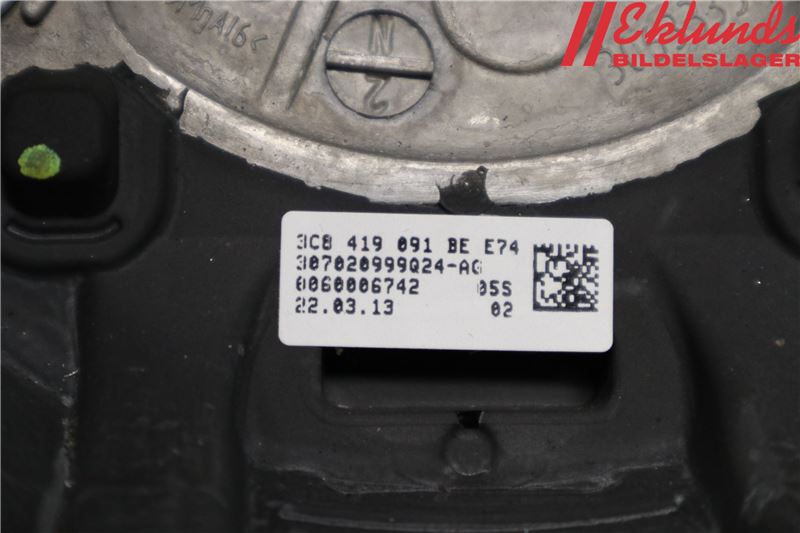 Eklunds
BILDELSLAGER
N
Z
3C8 419 091 BE E74
307020999Q24-AG
0060006742 05S
22.03.13 02